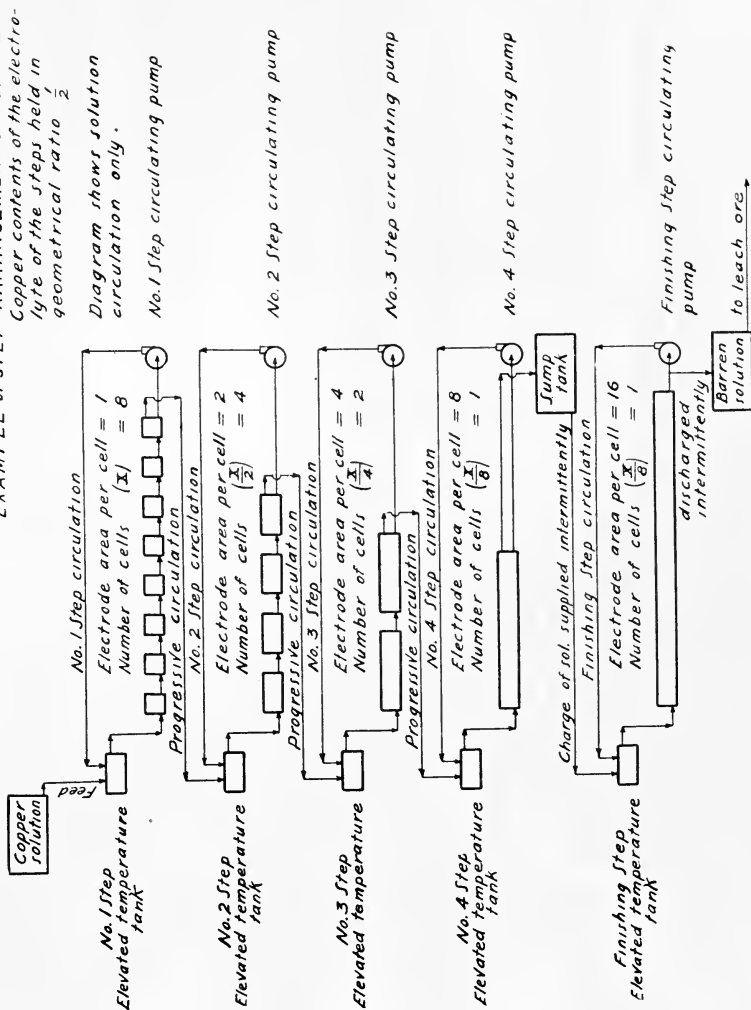 EXAMPLE of STEP
Copper contents of the electro-
lyte of the steps held in
geometrical ratio 1/2
Diagram shows solution
circulation only.
Copper
solution
Feed
No.1 Step circulation
Electrode area per cell = 1
Number of cells (X) = 8
No.1 Step circulating pump
No.1 Step
Elevated temperature
tank
Progressive circulation
No. 2 Step circulation
Electrode area per cell = 2
Number of cells (X/2) = 4
No. 2 Step circulating pump
No.2 Step
Elevated temperature
tank
Progressive circulation
No. 3 Step circulation
Electrode area per cell = 4
Number of cells (X/4) = 2
No.3 Step circulating pump
No.3 Step
Elevated temperature
Progressive circulation
No. 4 Step circulation
Electrode area per cell = 8
Number of cells (X/8) = 1
No. 4 Step circulating pump
No.4 Step
Elevated temperature
tank
Sump
tank
Charge of sol. supplied intermittently
Finishing Step circulation
Electrode area per cell = 16
Number of cells (X/8) = 1
Finishing Step circulating
pump
Finishing Step
Elevated temperature
tank
discharged
intermittently
Barren
solution
to leach ore